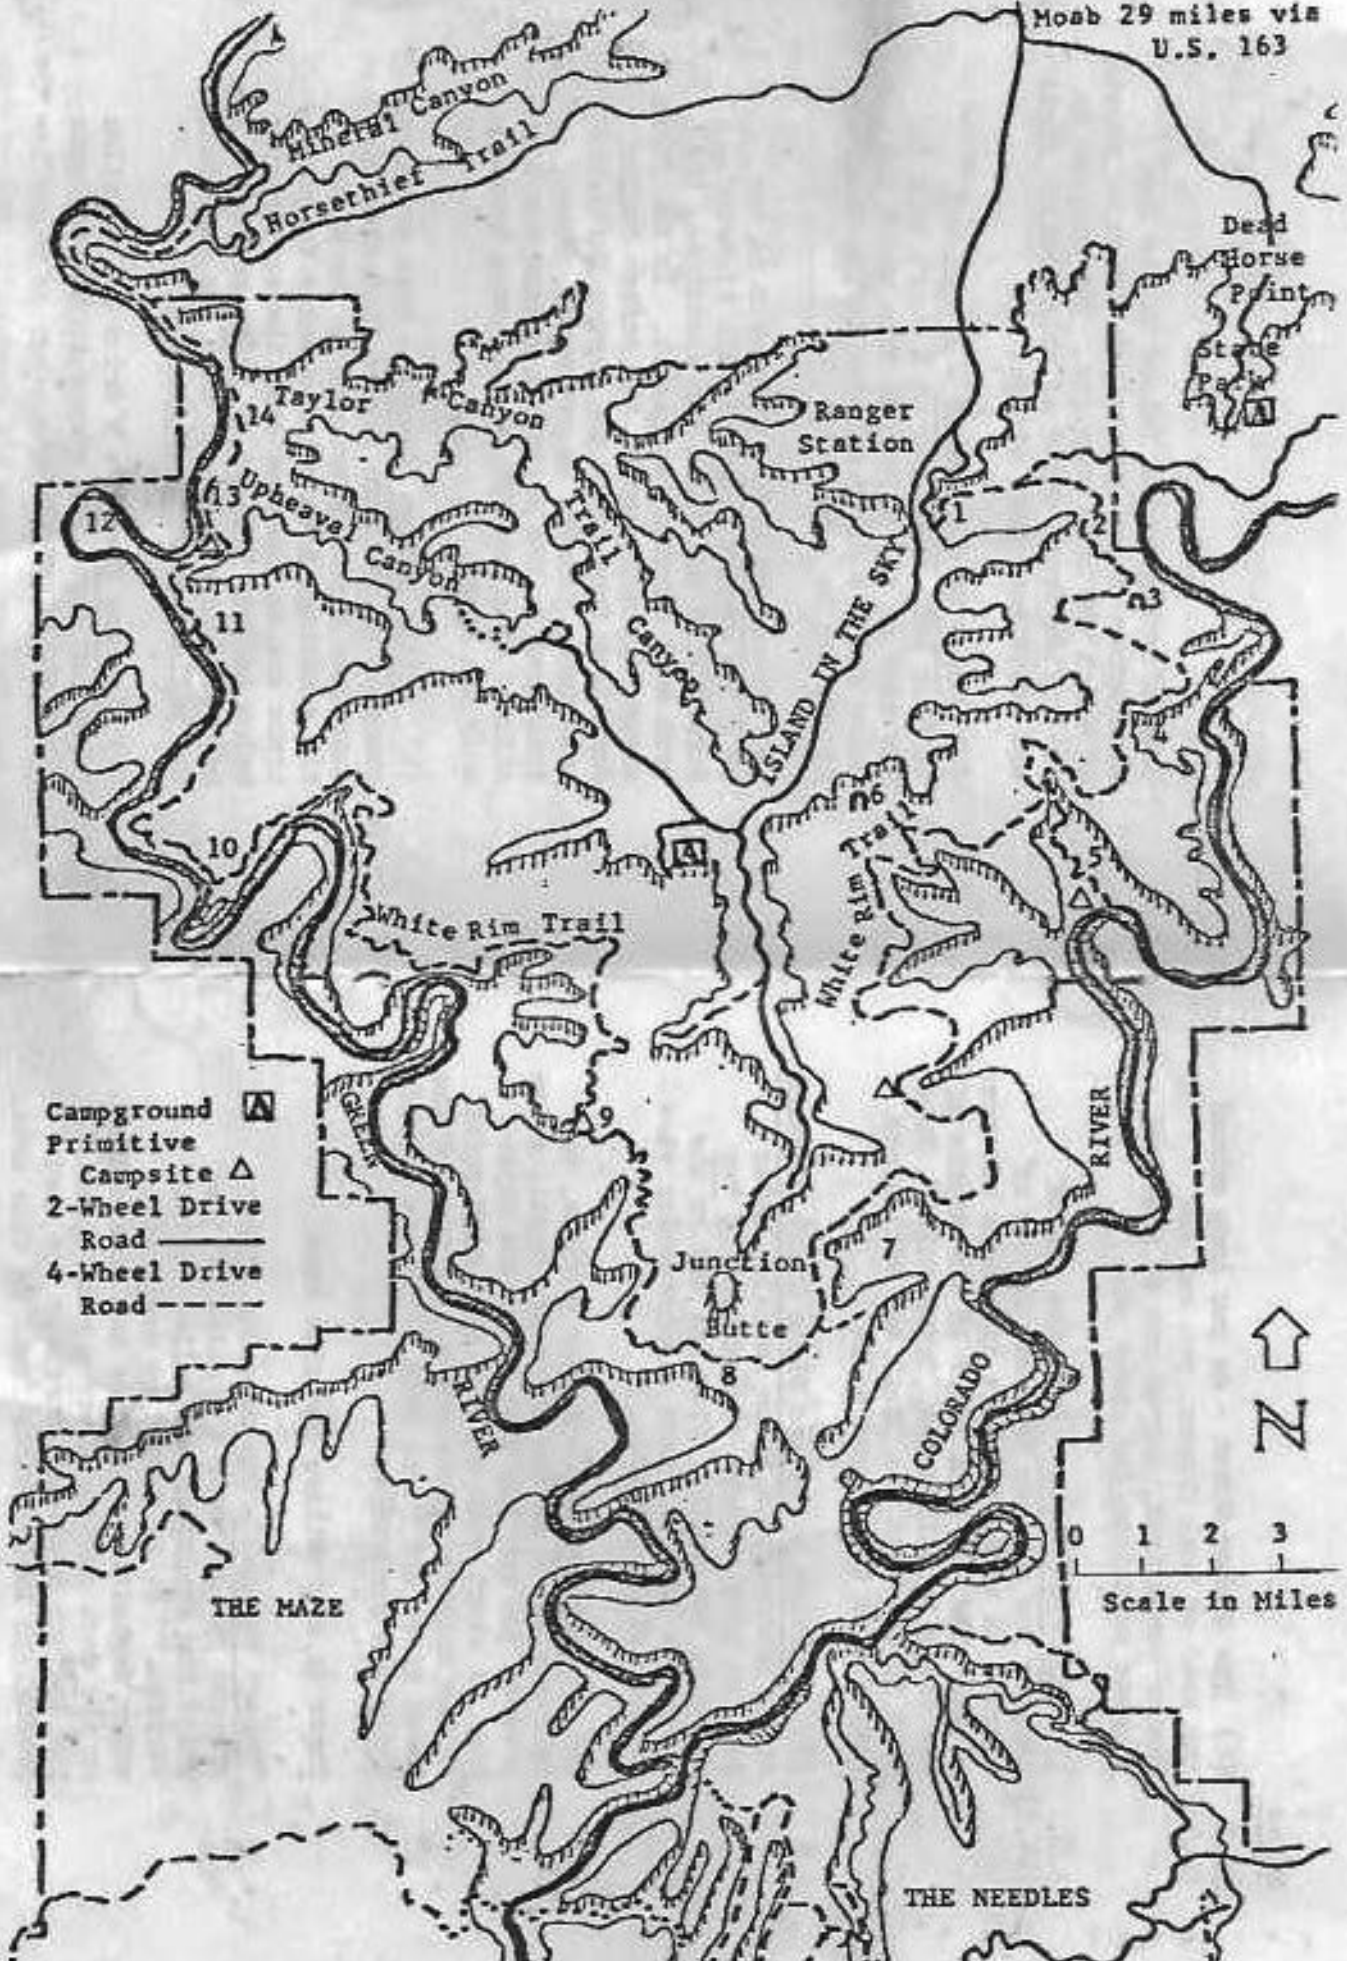 Moab 29 miles via
U.S. 163
Mineral Canyon
Horsethief Trail
Dead
Horse
Point
State
Park
A
Taylor
Canyon
Ranger
Station
14
13
Upheaval
Canyon
12
Trail
Canyon
1
2
3
11
ISLAND IN THE SKY
4
6
A
5
10
White Rim Trail
White Rim Trail
Campground A
Primitive
Campsite
2-Wheel Drive
Road
4-Wheel Drive
Road
GREEN
9
RIVER
7
Junction
Butte
8
RIVER
COLORADO
N
0 1 2 3
Scale in Miles
THE MAZE
THE NEEDLES